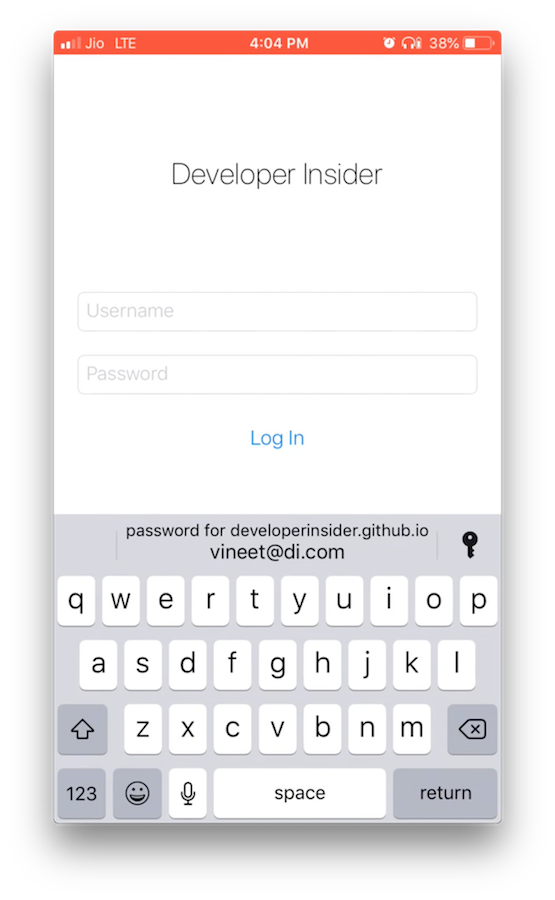 Jio LTE 4:04 PM 38%
Developer Insider
Username
Password
Log In
password for developerinsider.github.io
vineet@di.com
q w e r t y u i o p
a s d f g h j k l
z x c v b n m
123 space return